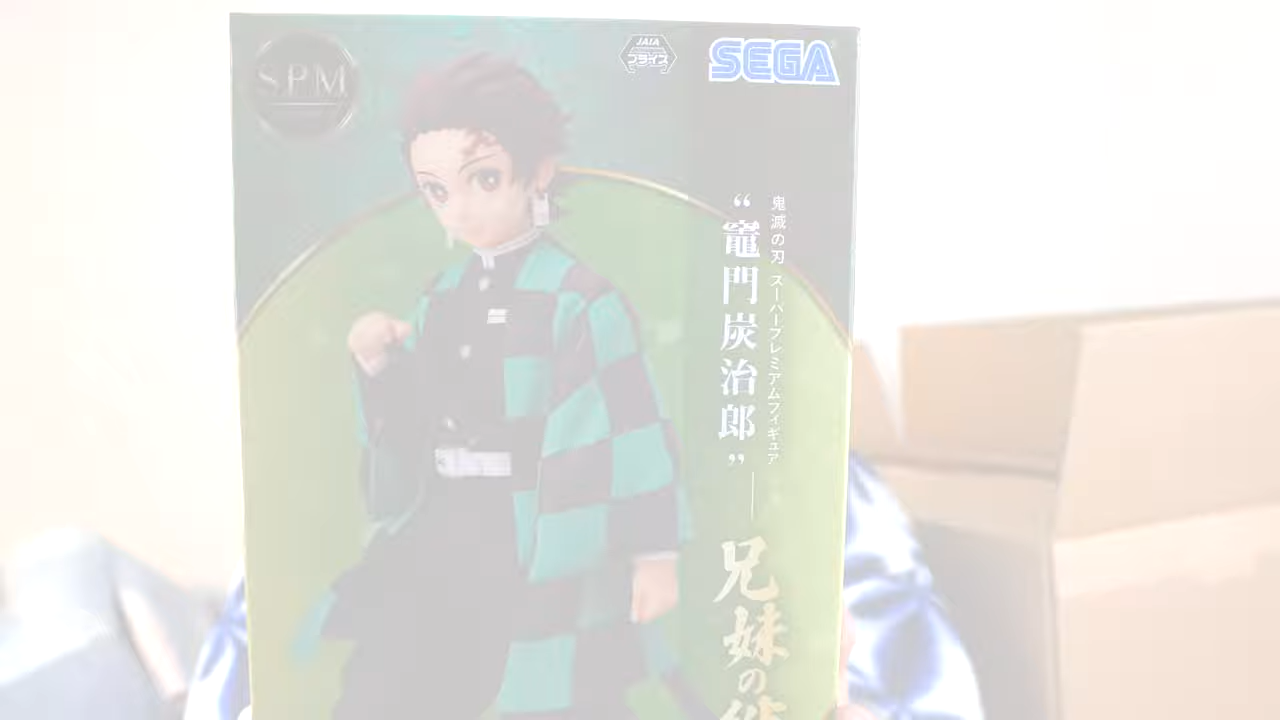 S.P.M
JAIA
プライズ
SEGA
鬼滅の刃 スーパープレミアムフィギュア
“竈門炭治郎”
兄妹の